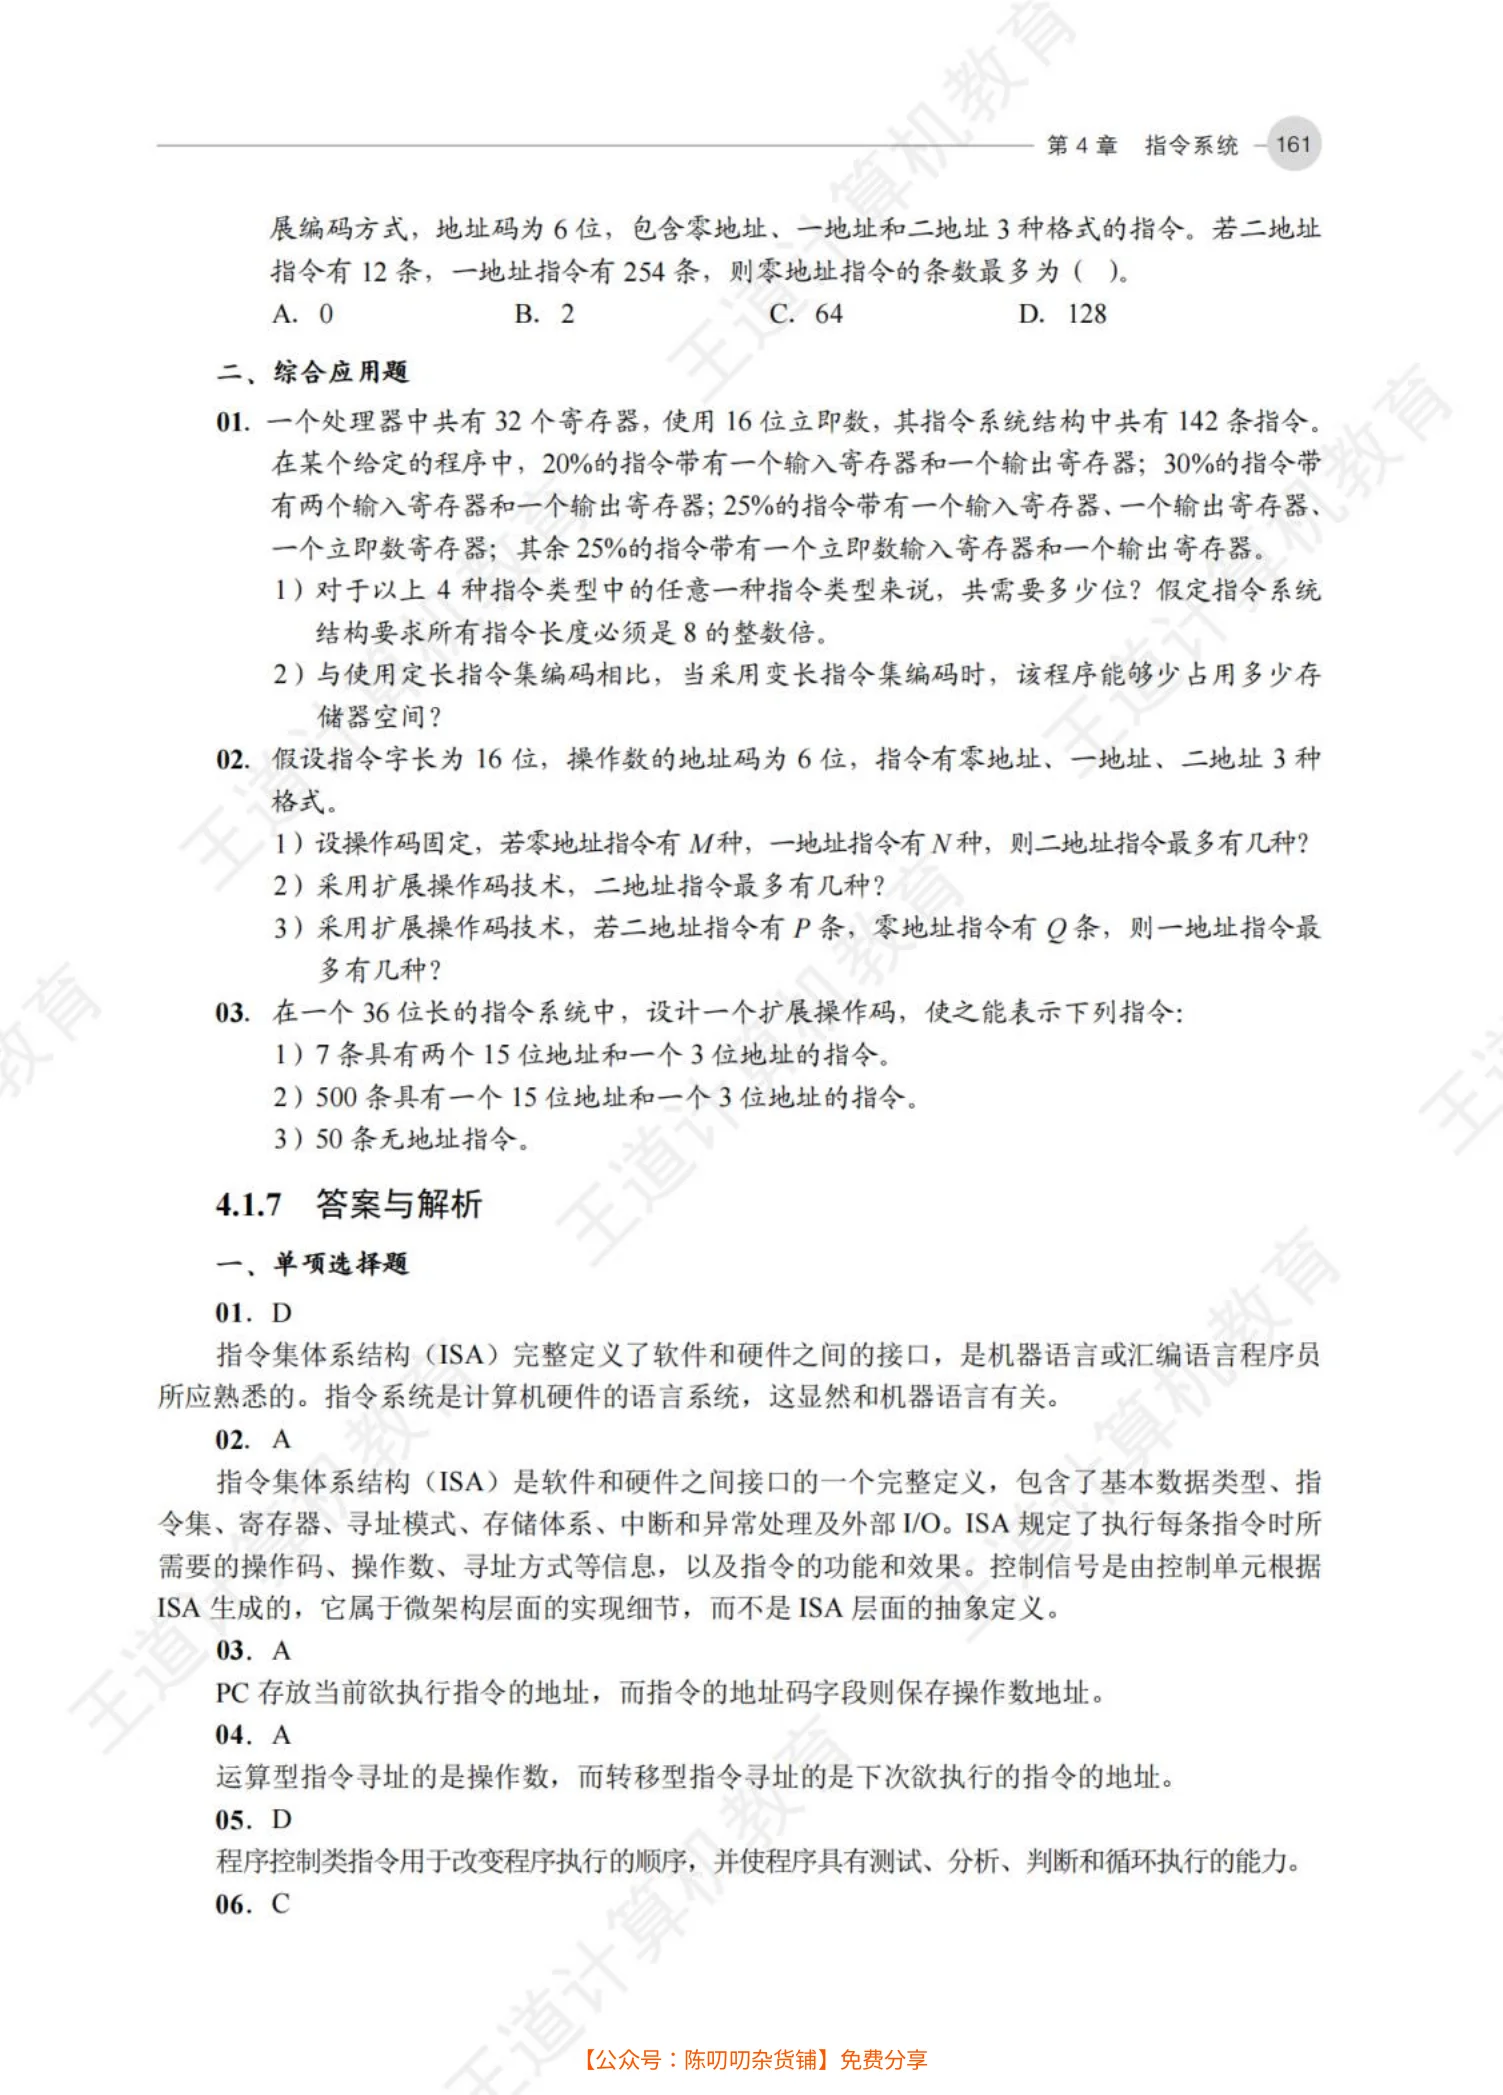 第 4 章 指令系统 161
展编码方式，地址码为 6 位，包含零地址、一地址和二地址 3 种格式的指令。若二地址
指令有 12 条，一地址指令有 254 条，则零地址指令的条数最多为（ ）。
A. 0 B. 2 C. 64 D. 128
二、综合应用题
01. 一个处理器中共有 32 个寄存器，使用 16 位立即数，其指令系统结构中共有 142 条指令。
在某个给定的程序中，20%的指令带有一个输入寄存器和一个输出寄存器；30%的指令带
有两个输入寄存器和一个输出寄存器；25%的指令带有一个输入寄存器、一个输出寄存器、
一个立即数寄存器；其余 25%的指令带有一个立即数输入寄存器和一个输出寄存器。
1）对于以上 4 种指令类型中的任意一种指令类型来说，共需要多少位？假定指令系统
结构要求所有指令长度必须是 8 的整数倍。
2）与使用定长指令集编码相比，当采用变长指令集编码时，该程序能够少占用多少存
储器空间？
02. 假设指令字长为 16 位，操作数的地址码为 6 位，指令有零地址、一地址、二地址 3 种
格式。
1）设操作码固定，若零地址指令有 M 种，一地址指令有 N 种，则二地址指令最多有几种？
2）采用扩展操作码技术，二地址指令最多有几种？
3）采用扩展操作码技术，若二地址指令有 P 条，零地址指令有 Q 条，则一地址指令最
多有几种？
03. 在一个 36 位长的指令系统中，设计一个扩展操作码，使之能表示下列指令：
1）7 条具有两个 15 位地址和一个 3 位地址的指令。
2）500 条具有一个 15 位地址和一个 3 位地址的指令。
3）50 条无地址指令。
4.1.7 答案与解析
一、单项选择题
01. D
指令集体系结构（ISA）完整定义了软件和硬件之间的接口，是机器语言或汇编语言程序员
所应熟悉的。指令系统是计算机硬件的语言系统，这显然和机器语言有关。
02. A
指令集体系结构（ISA）是软件和硬件之间接口的一个完整定义，包含了基本数据类型、指
令集、寄存器、寻址模式、存储体系、中断和异常处理及外部 I/O。ISA 规定了执行每条指令时所
需要的操作码、操作数、寻址方式等信息，以及指令的功能和效果。控制信号是由控制单元根据
ISA 生成的，它属于微架构层面的实现细节，而不是 ISA 层面的抽象定义。
03. A
PC 存放当前欲执行指令的地址，而指令的地址码字段则保存操作数地址。
04. A
运算型指令寻址的是操作数，而转移型指令寻址的是下次欲执行的指令的地址。
05. D
程序控制类指令用于改变程序执行的顺序，并使程序具有测试、分析、判断和循环执行的能力。
06. C
【公众号：陈叨叨杂货铺】免费分享